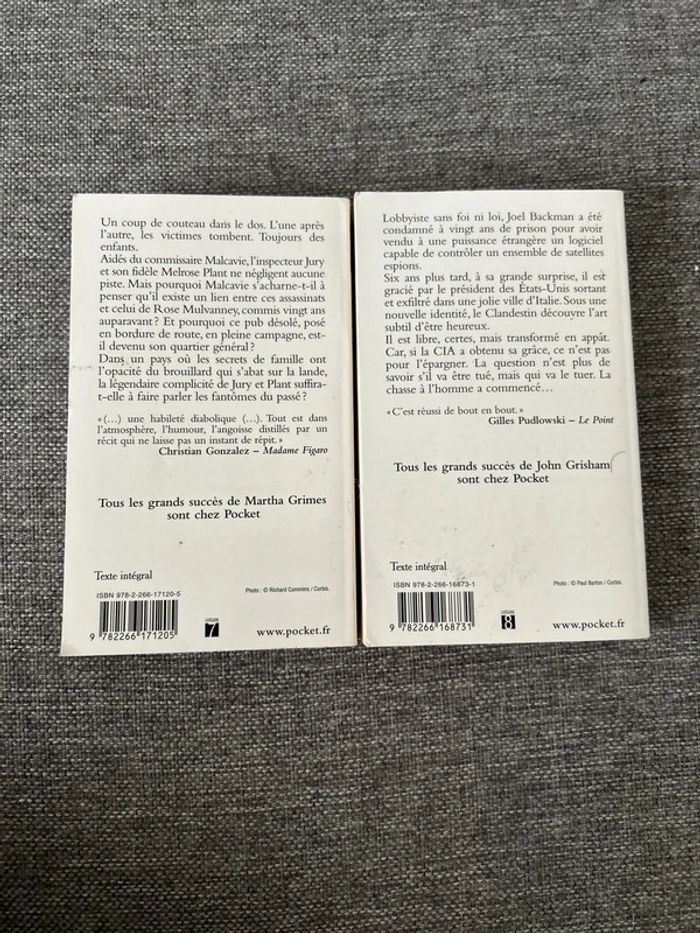 Un coup de couteau dans le dos. L'une après
l'autre, les victimes tombent. Toujours des
enfants.
Aidés du commissaire Malcavie, l'inspecteur Jury
et son fidèle Melrose Plant ne négligent aucune
piste. Mais pourquoi Malcavie s'acharne-t-il à
penser qu'il existe un lien entre ces assassinats
et celui de Rose Mulvanney, commis vingt ans
auparavant ? Et pourquoi ce pub désolé, posé
en bordure de route, en pleine campagne, est-
il devenu son quartier général ?
Dans un pays où les secrets de famille ont
l'opacité du brouillard qui s'abat sur la lande,
la légendaire complicité de Jury et Plant suffira-
t-elle à faire parler les fantômes du passé ?
« (…) une habileté diabolique (…). Tout est dans
l'atmosphère, l'humour, l'angoisse distillés par un
récit qui ne laisse pas un instant de répit. »
Christian Gonzalez – Madame Figaro
Tous les grands succès de Martha Grimes
sont chez Pocket
Texte intégral
Photo : © Richard Cummins / Corbis.
ISBN 978-2-266-17120-5
9 782266 171205
CATÉGORIE
7
www.pocket.fr
Lobbyiste sans foi ni loi, Joel Backman a été
condamné à vingt ans de prison pour avoir
vendu à une puissance étrangère un logiciel
capable de contrôler un ensemble de satellites
espions.
Six ans plus tard, à sa grande surprise, il est
gracié par le président des États-Unis sortant
et exfiltré dans une jolie ville d'Italie. Sous une
nouvelle identité, le Clandestin découvre l'art
subtil d'être heureux.
Il est libre, certes, mais transformé en appât.
Car, si la CIA a obtenu sa grâce, ce n'est pas
pour l'épargner. La question n'est plus de
savoir s'il va être tué, mais qui va le tuer. La
chasse à l'homme a commencé…
« C'est réussi de bout en bout. »
Gilles Pudlowski – Le Point
Tous les grands succès de John Grisham
sont chez Pocket
Texte intégral
Photo : © Paul Barton / Corbis.
ISBN 978-2-266-16873-1
9 782266 168731
CATÉGORIE
8
www.pocket.fr